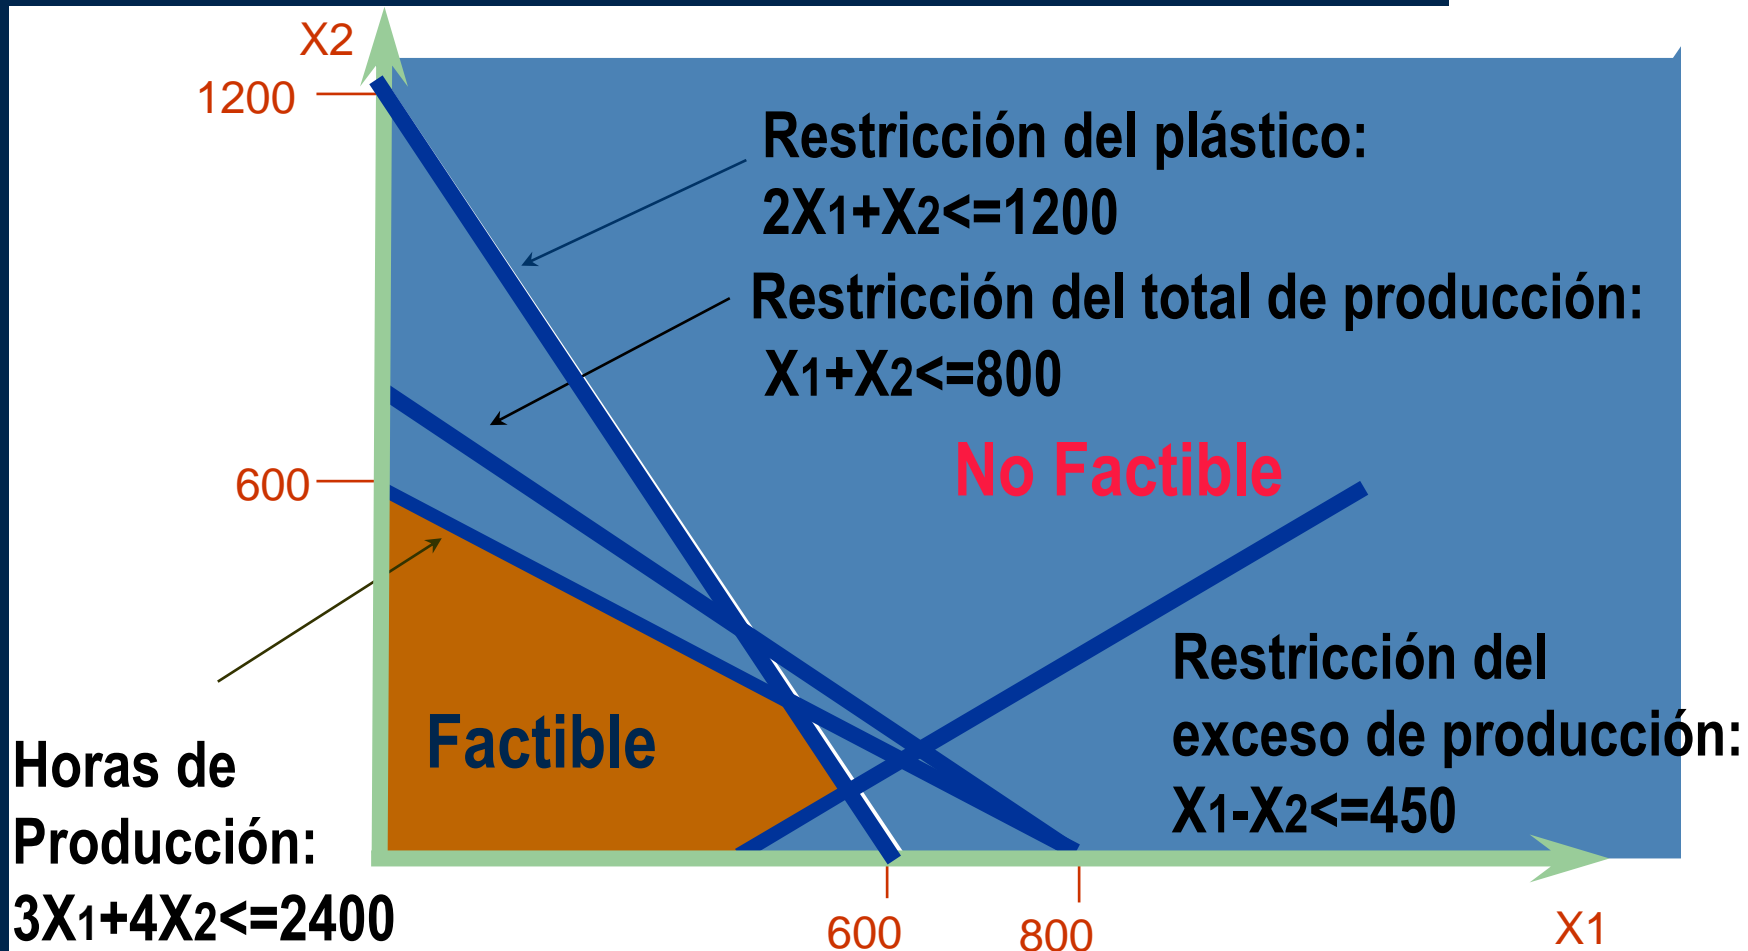 X2
1200
Restricción del plástico:
2X1+X2<=1200
Restricción del total de producción:
X1+X2<=800
No Factible
600
Restricción del
exceso de producción:
X1-X2<=450
Factible
Horas de
Producción:
3X1+4X2<=2400
600
800
X1